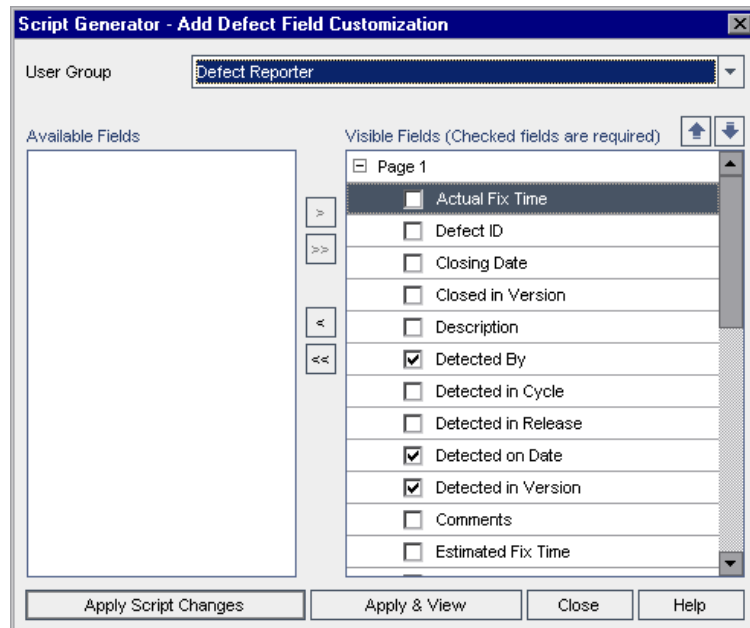 Script Generator - Add Defect Field Customization
User Group
Defect Reporter
Available Fields
Visible Fields (Checked fields are required)
Page 1
Actual Fix Time
Defect ID
Closing Date
Closed in Version
Description
Detected By
Detected in Cycle
Detected in Release
Detected on Date
Detected in Version
Comments
Estimated Fix Time
>
>>
<
<<
Apply Script Changes
Apply & View
Close
Help